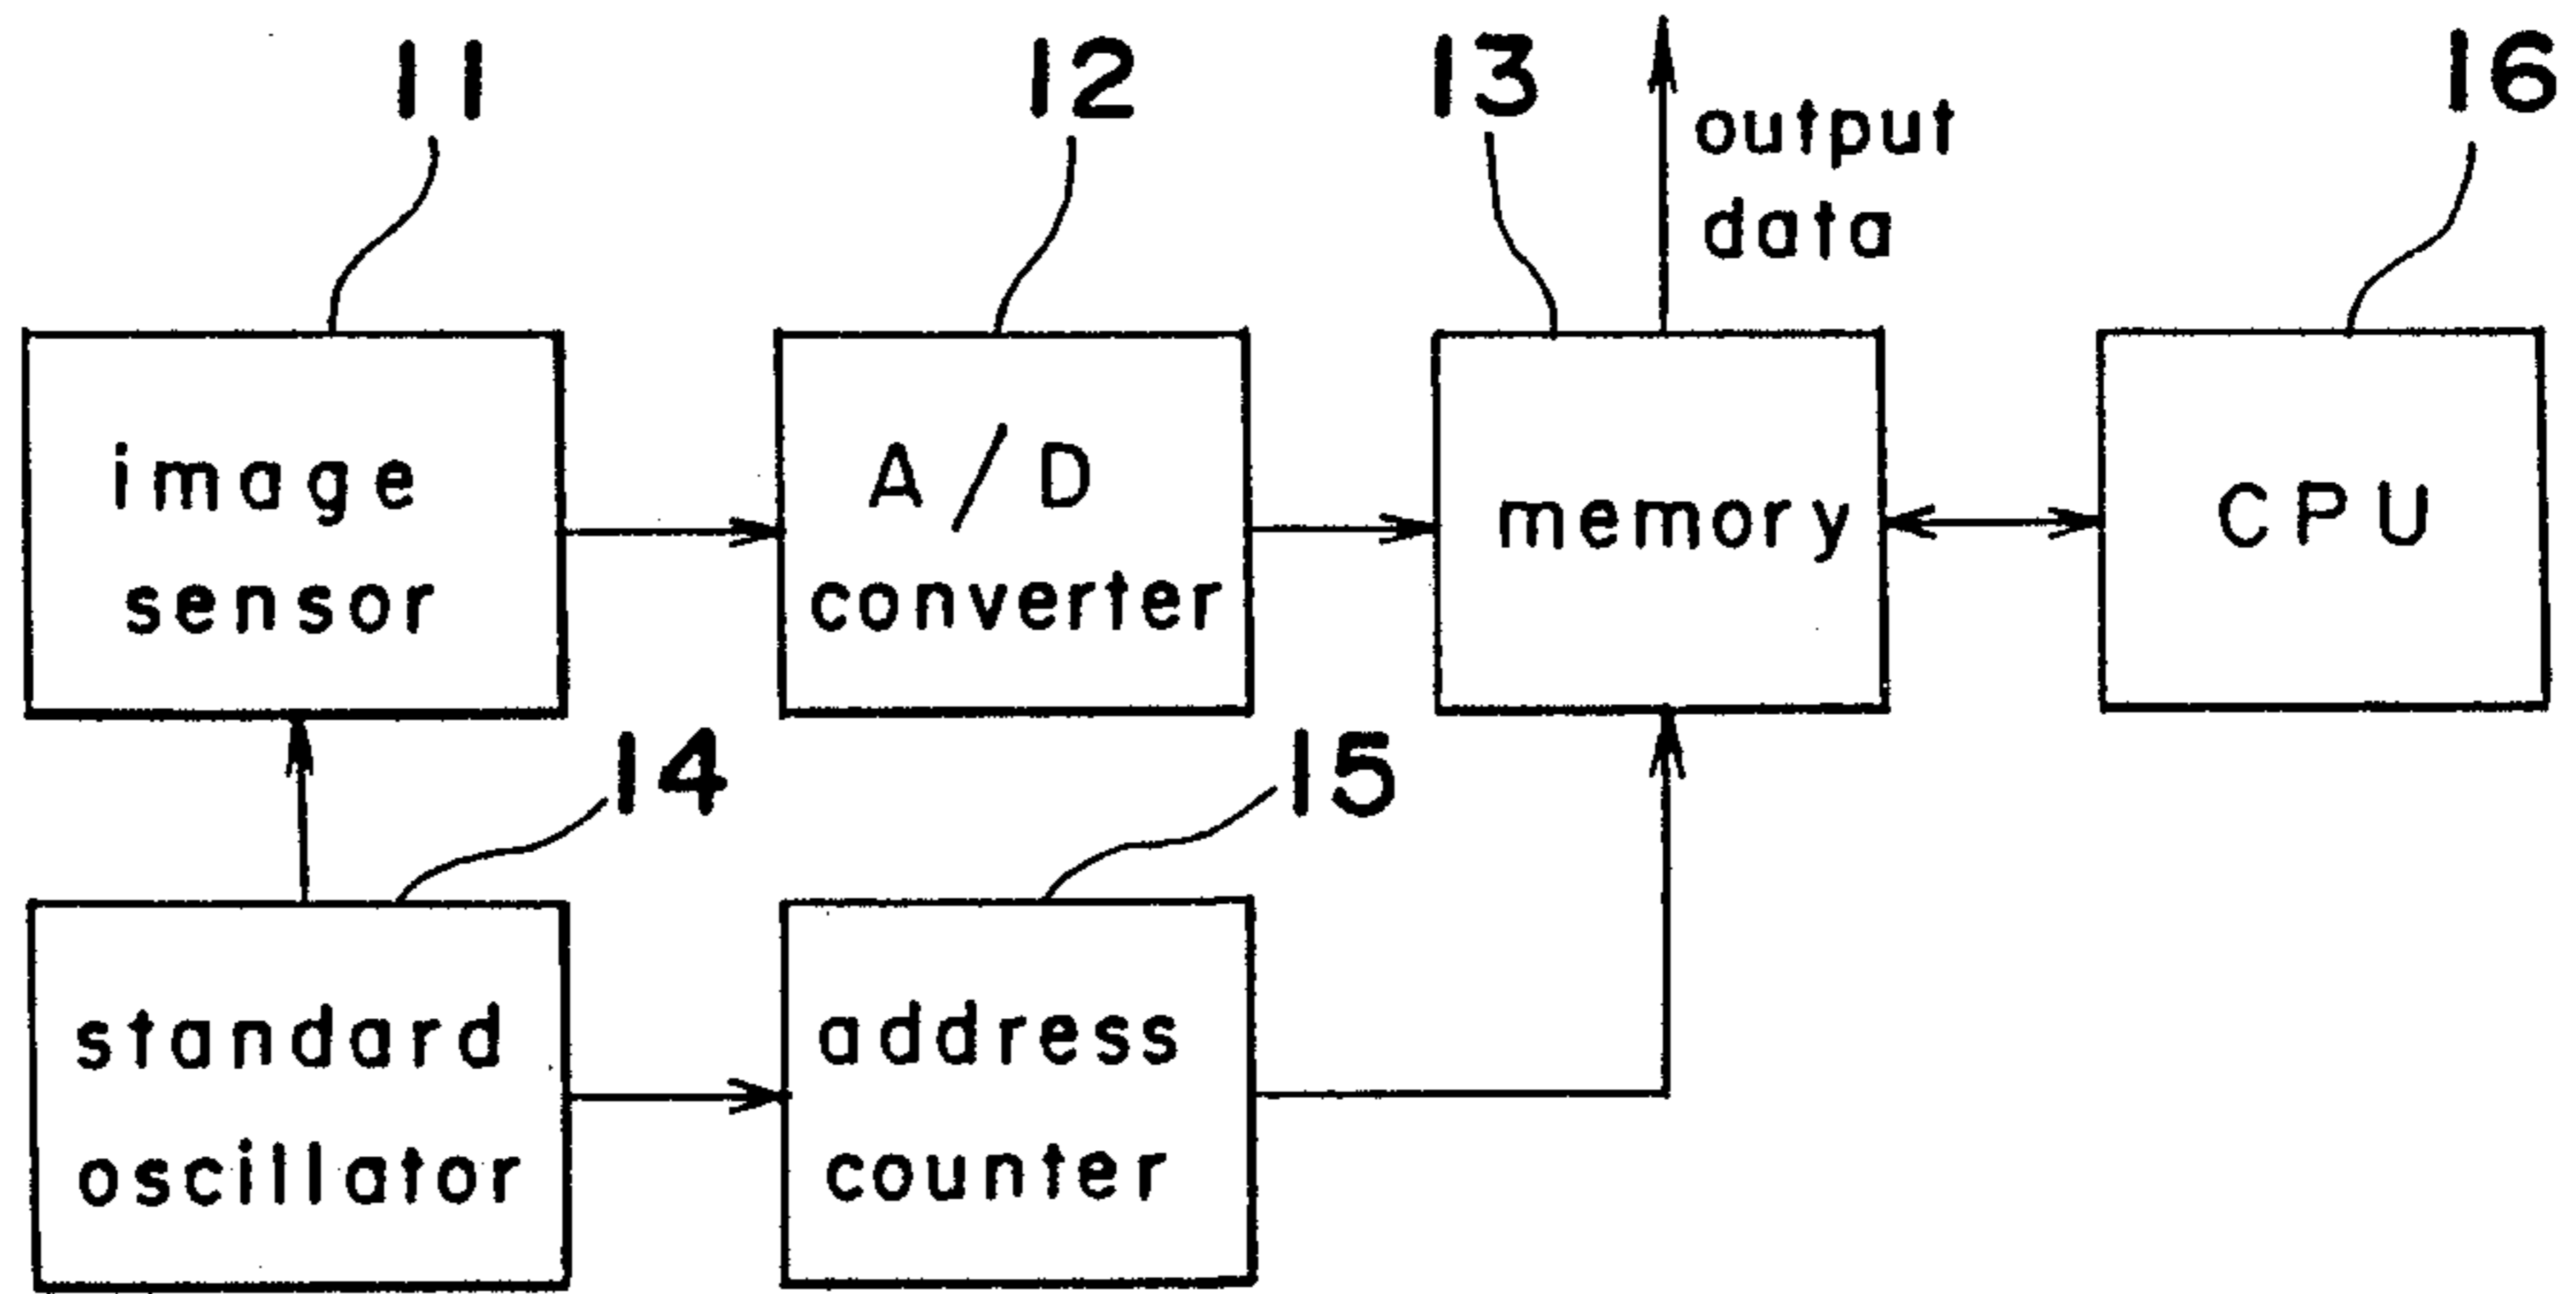 11
12
13
output
data
16
image
sensor
A/D
converter
memory
CPU
14
15
standard
oscillator
address
counter